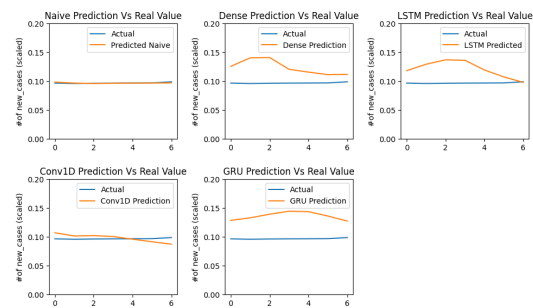 Naive Prediction Vs Real Value
Dense Prediction Vs Real Value
LSTM Prediction Vs Real Value
0.20
0.15
0.10
0.05
0.00
#of new_cases (scaled)
Actual
Predicted Naive
0 2 4 6
0.20
0.15
0.10
0.05
0.00
#of new_cases (scaled)
Actual
Dense Prediction
0 2 4 6
0.20
0.15
0.10
0.05
0.00
#of new_cases (scaled)
Actual
LSTM Predicted
0 2 4 6
Conv1D Prediction Vs Real Value
GRU Prediction Vs Real Value
0.20
0.15
0.10
0.05
0.00
#of new_cases (scaled)
Actual
Conv1D Prediction
0 2 4 6
0.20
0.15
0.10
0.05
0.00
#of new_cases (scaled)
Actual
GRU Prediction
0 2 4 6